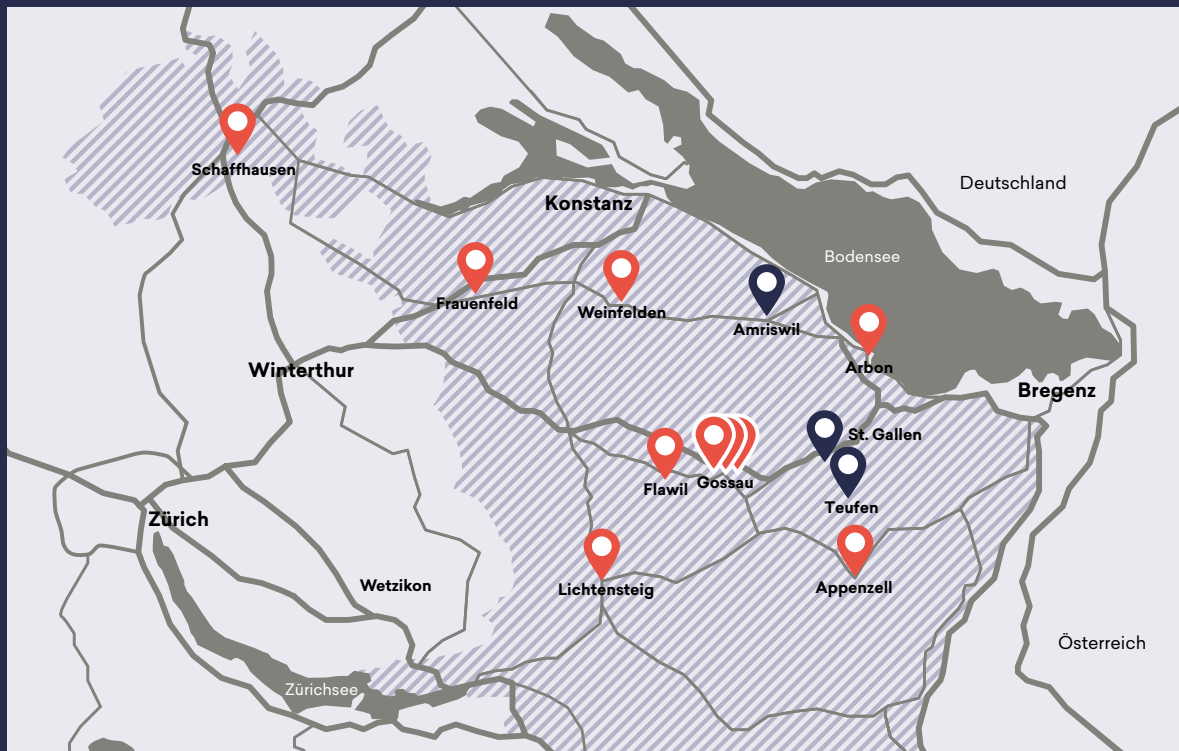 Schaffhausen
Deutschland
Konstanz
Bodensee
Frauenfeld
Weinfelden
Amriswil
Arbon
Winterthur
Bregenz
St. Gallen
Flawil
Gossau
Teufen
Zürich
Wetzikon
Lichtensteig
Appenzell
Österreich
Zürichsee